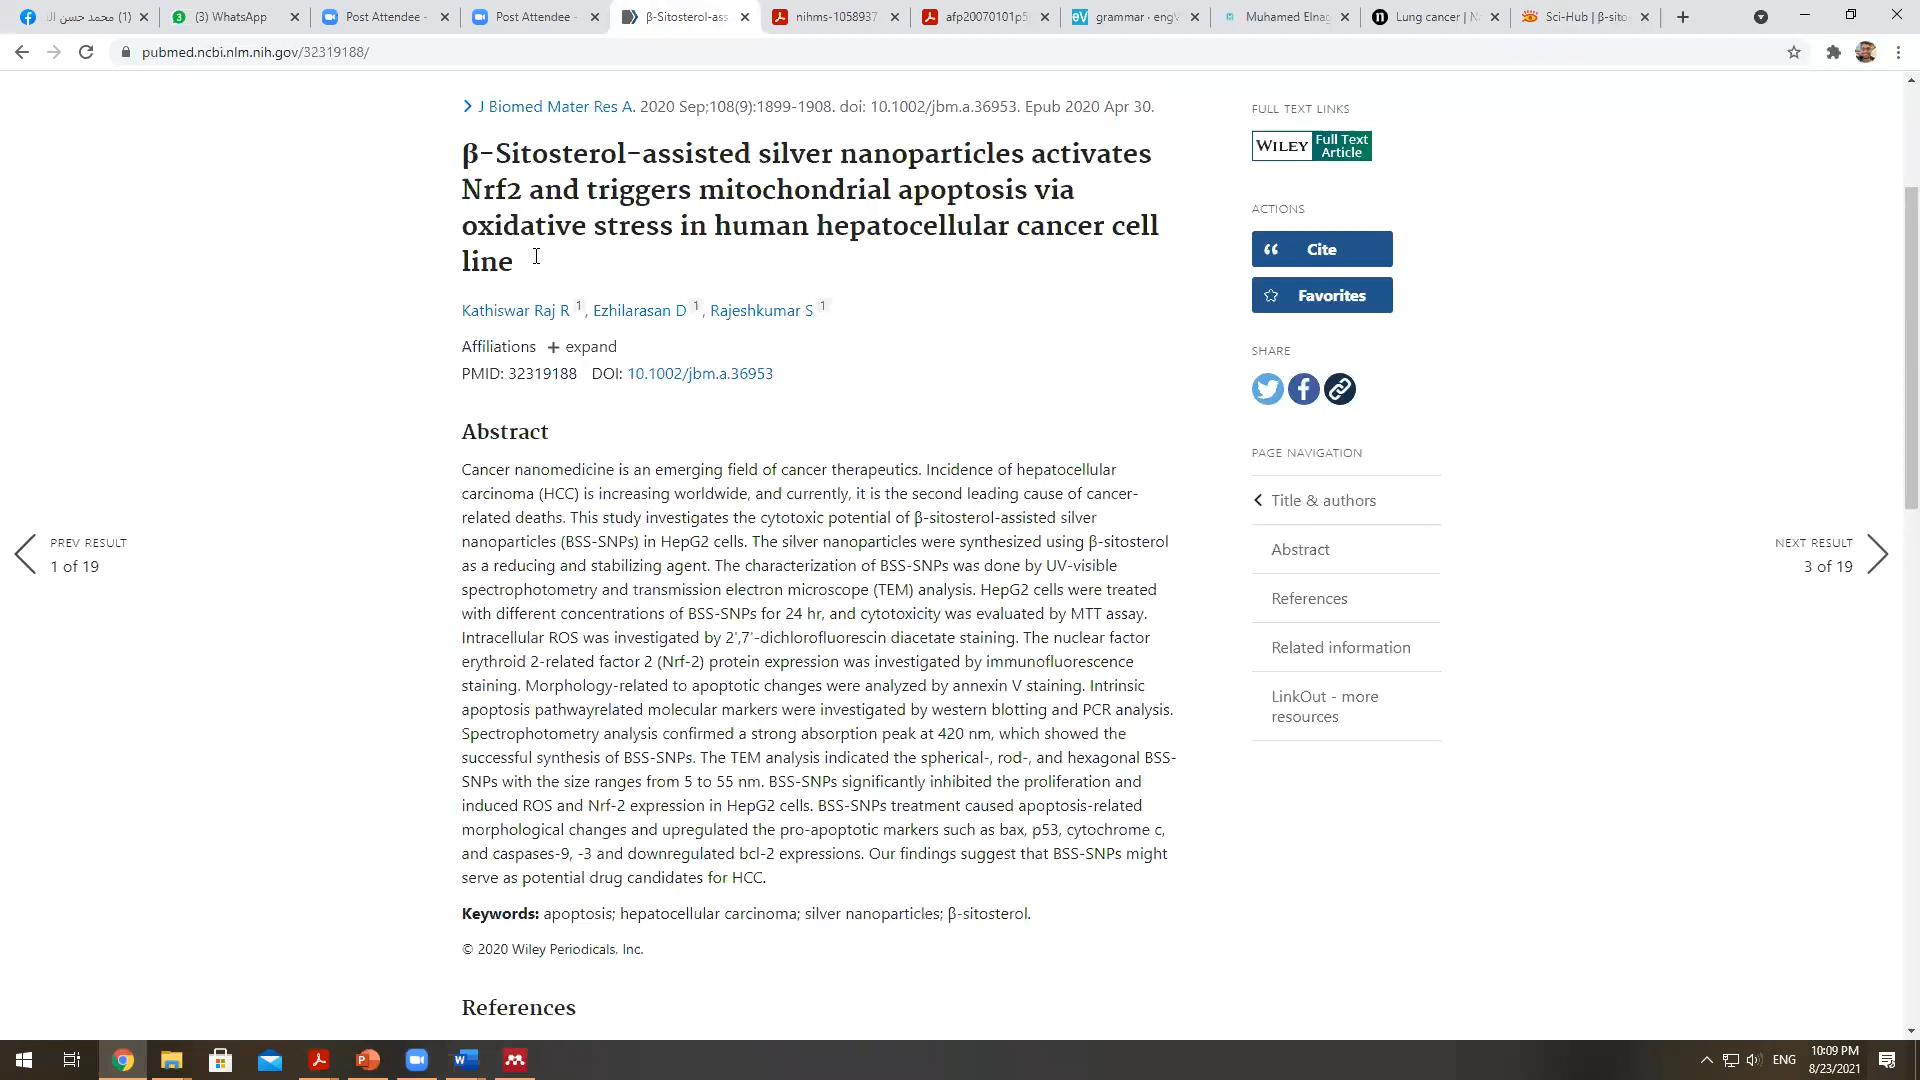 (1) محمد حسن الا
(3) WhatsApp
Post Attendee -
Post Attendee -
β-Sitosterol-ass
nihms-1058937
afp20070101p5
grammar · engV
Muhamed Elnag
Lung cancer | N
Sci-Hub | β-sito
pubmed.ncbi.nlm.nih.gov/32319188/
J Biomed Mater Res A. 2020 Sep;108(9):1899-1908. doi: 10.1002/jbm.a.36953. Epub 2020 Apr 30.
β-Sitosterol-assisted silver nanoparticles activates
Nrf2 and triggers mitochondrial apoptosis via
oxidative stress in human hepatocellular cancer cell
line
Kathiswar Raj R 1, Ezhilarasan D 1, Rajeshkumar S 1
Affiliations + expand
PMID: 32319188 DOI: 10.1002/jbm.a.36953
Abstract
Cancer nanomedicine is an emerging field of cancer therapeutics. Incidence of hepatocellular
carcinoma (HCC) is increasing worldwide, and currently, it is the second leading cause of cancer-
related deaths. This study investigates the cytotoxic potential of β-sitosterol-assisted silver
nanoparticles (BSS-SNPs) in HepG2 cells. The silver nanoparticles were synthesized using β-sitosterol
as a reducing and stabilizing agent. The characterization of BSS-SNPs was done by UV-visible
spectrophotometry and transmission electron microscope (TEM) analysis. HepG2 cells were treated
with different concentrations of BSS-SNPs for 24 hr, and cytotoxicity was evaluated by MTT assay.
Intracellular ROS was investigated by 2',7'-dichlorofluorescin diacetate staining. The nuclear factor
erythroid 2-related factor 2 (Nrf-2) protein expression was investigated by immunofluorescence
staining. Morphology-related to apoptotic changes were analyzed by annexin V staining. Intrinsic
apoptosis pathwayrelated molecular markers were investigated by western blotting and PCR analysis.
Spectrophotometry analysis confirmed a strong absorption peak at 420 nm, which showed the
successful synthesis of BSS-SNPs. The TEM analysis indicated the spherical-, rod-, and hexagonal BSS-
SNPs with the size ranges from 5 to 55 nm. BSS-SNPs significantly inhibited the proliferation and
induced ROS and Nrf-2 expression in HepG2 cells. BSS-SNPs treatment caused apoptosis-related
morphological changes and upregulated the pro-apoptotic markers such as bax, p53, cytochrome c,
and caspases-9, -3 and downregulated bcl-2 expressions. Our findings suggest that BSS-SNPs might
serve as potential drug candidates for HCC.
Keywords: apoptosis; hepatocellular carcinoma; silver nanoparticles; β-sitosterol.
© 2020 Wiley Periodicals, Inc.
References
FULL TEXT LINKS
WILEY Full Text
Article
ACTIONS
Cite
Favorites
SHARE
PAGE NAVIGATION
Title & authors
Abstract
References
Related information
LinkOut - more
resources
PREV RESULT
1 of 19
NEXT RESULT
3 of 19
ENG
10:09 PM
8/23/2021